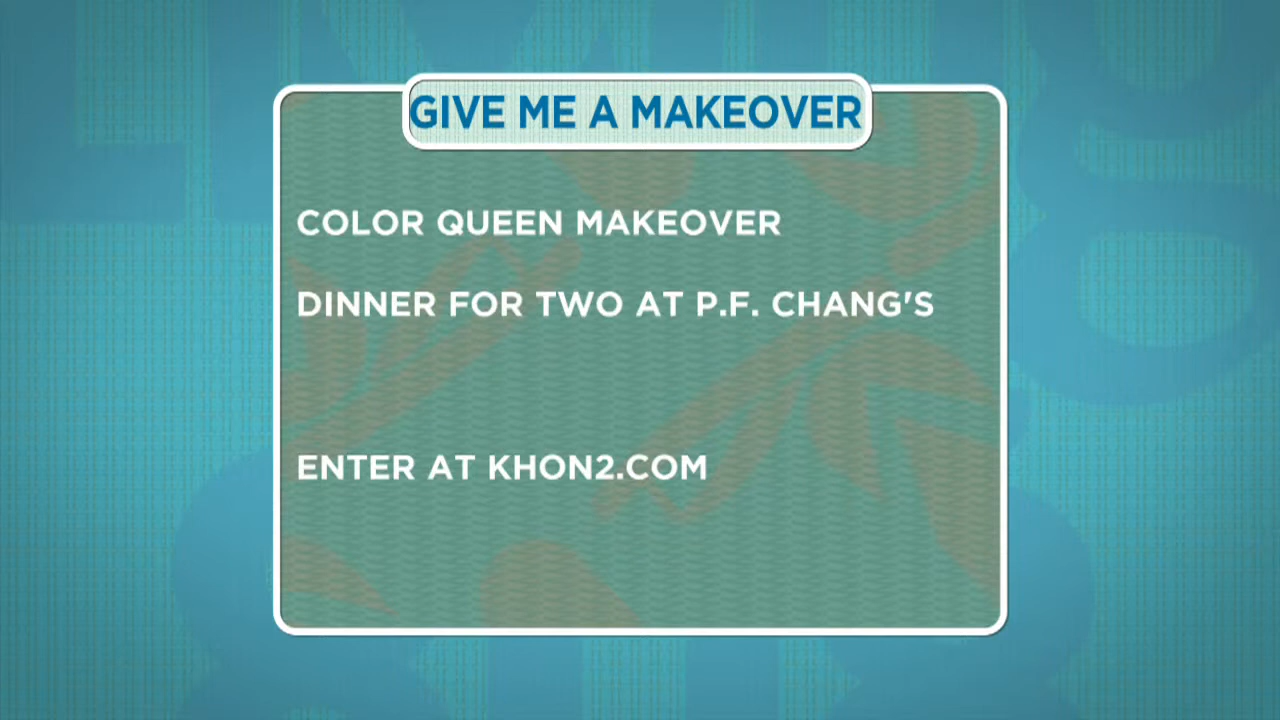 GIVE ME A MAKEOVER
COLOR QUEEN MAKEOVER
DINNER FOR TWO AT P.F. CHANG'S
ENTER AT KHON2.COM